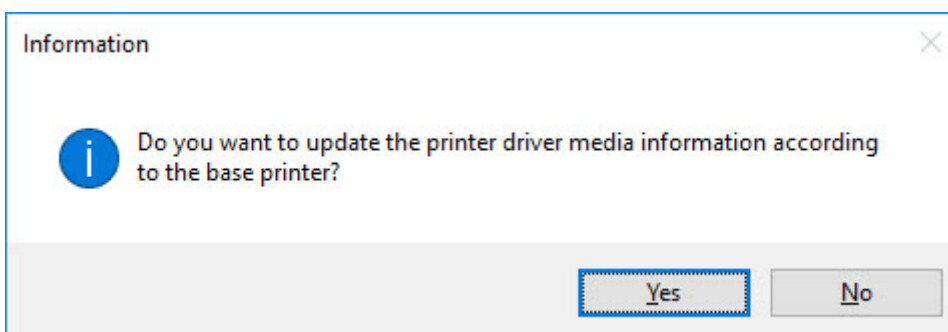 Information
Do you want to update the printer driver media information according
to the base printer?
Yes
No